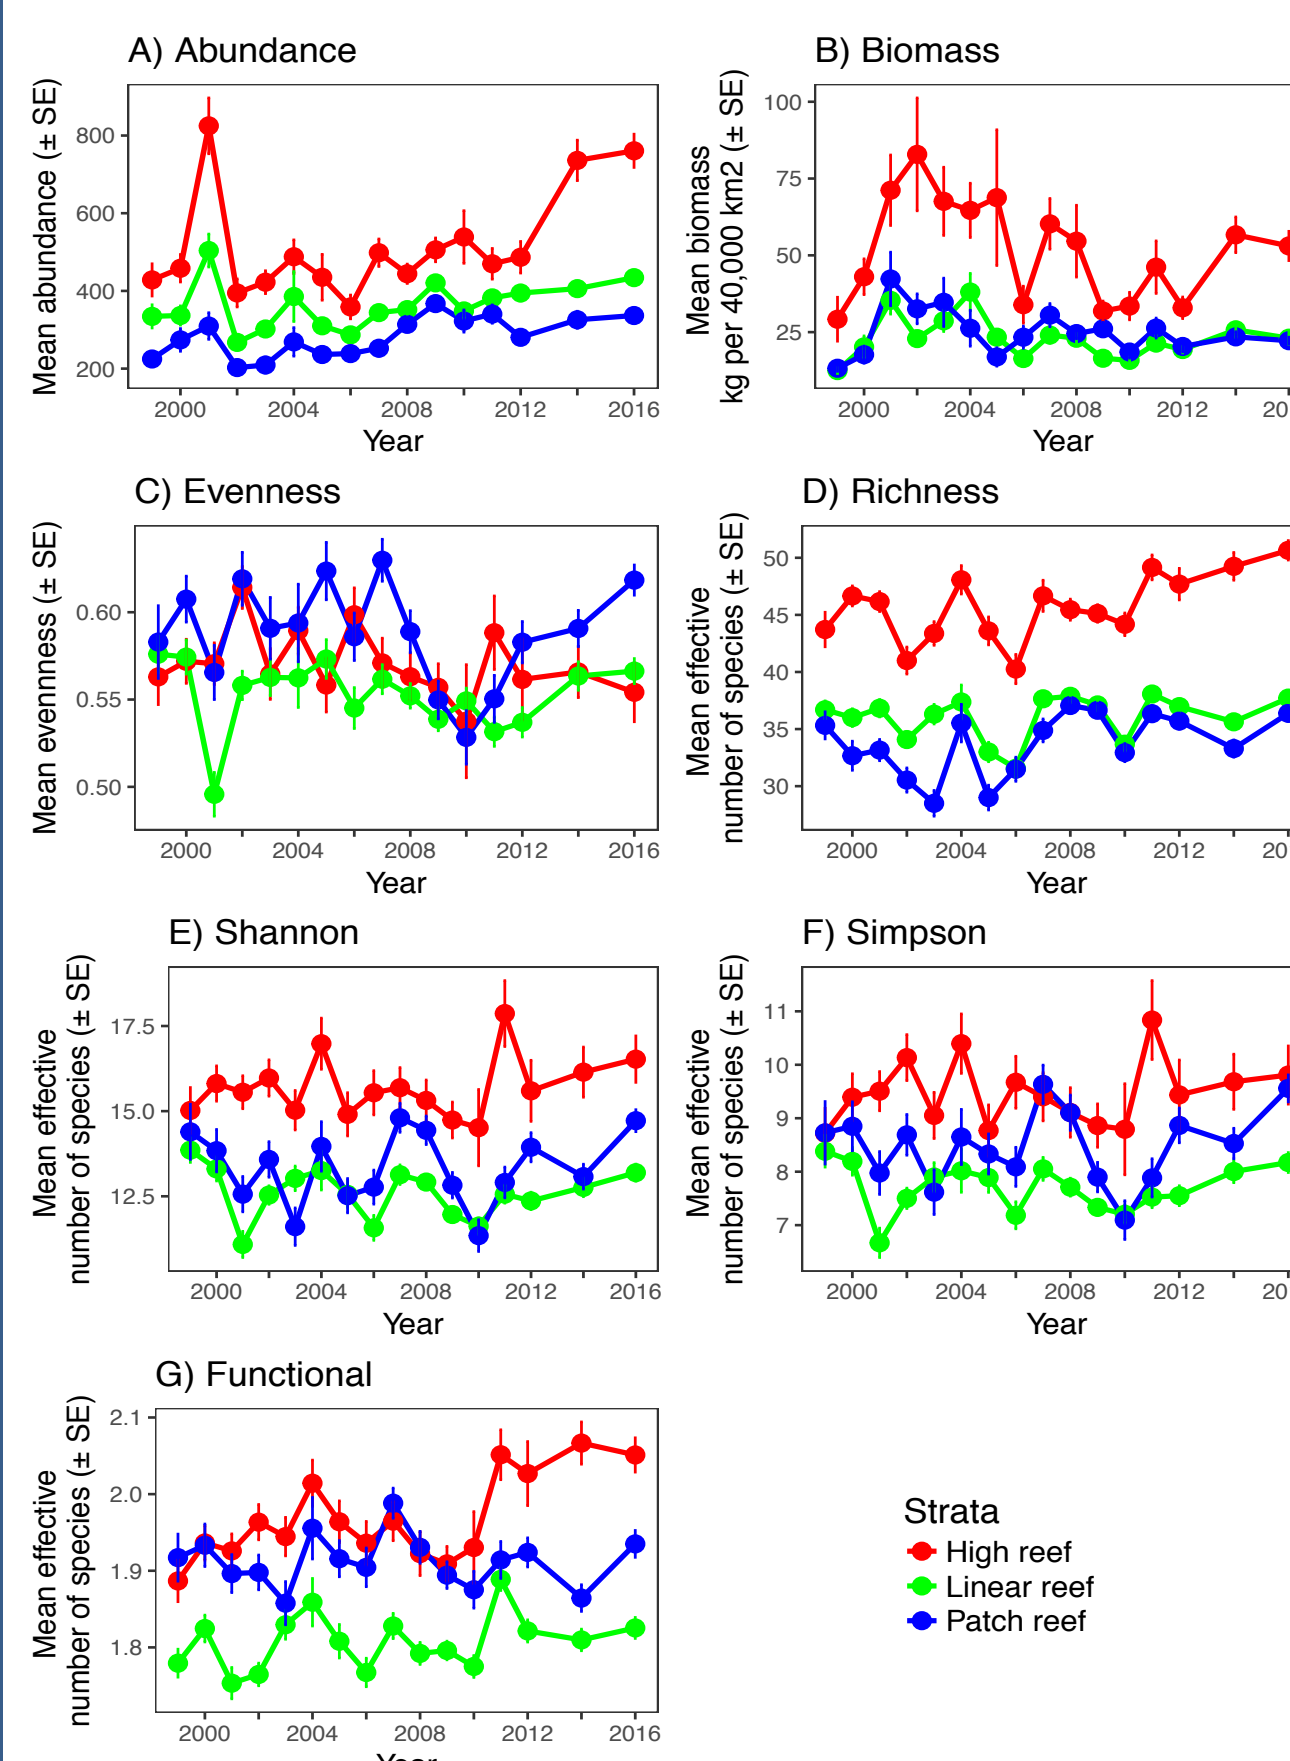 A) Abundance
Mean abundance (± SE)
800
600
400
200
2000 2004 2008 2012 2016
Year
B) Biomass
Mean biomass
kg per 40,000 km2 (± SE)
100
75
50
25
2000 2004 2008 2012 20
Year
C) Evenness
Mean evenness (± SE)
0.60
0.55
0.50
2000 2004 2008 2012 2016
Year
D) Richness
Mean effective
number of species (± SE)
50
45
40
35
30
2000 2004 2008 2012 20
Year
E) Shannon
Mean effective
number of species (± SE)
17.5
15.0
12.5
2000 2004 2008 2012 2016
Year
F) Simpson
Mean effective
number of species (± SE)
11
10
9
8
7
2000 2004 2008 2012 20
Year
G) Functional
Mean effective
number of species (± SE)
2.1
2.0
1.9
1.8
2000 2004 2008 2012 2016
Year
Strata
High reef
Linear reef
Patch reef